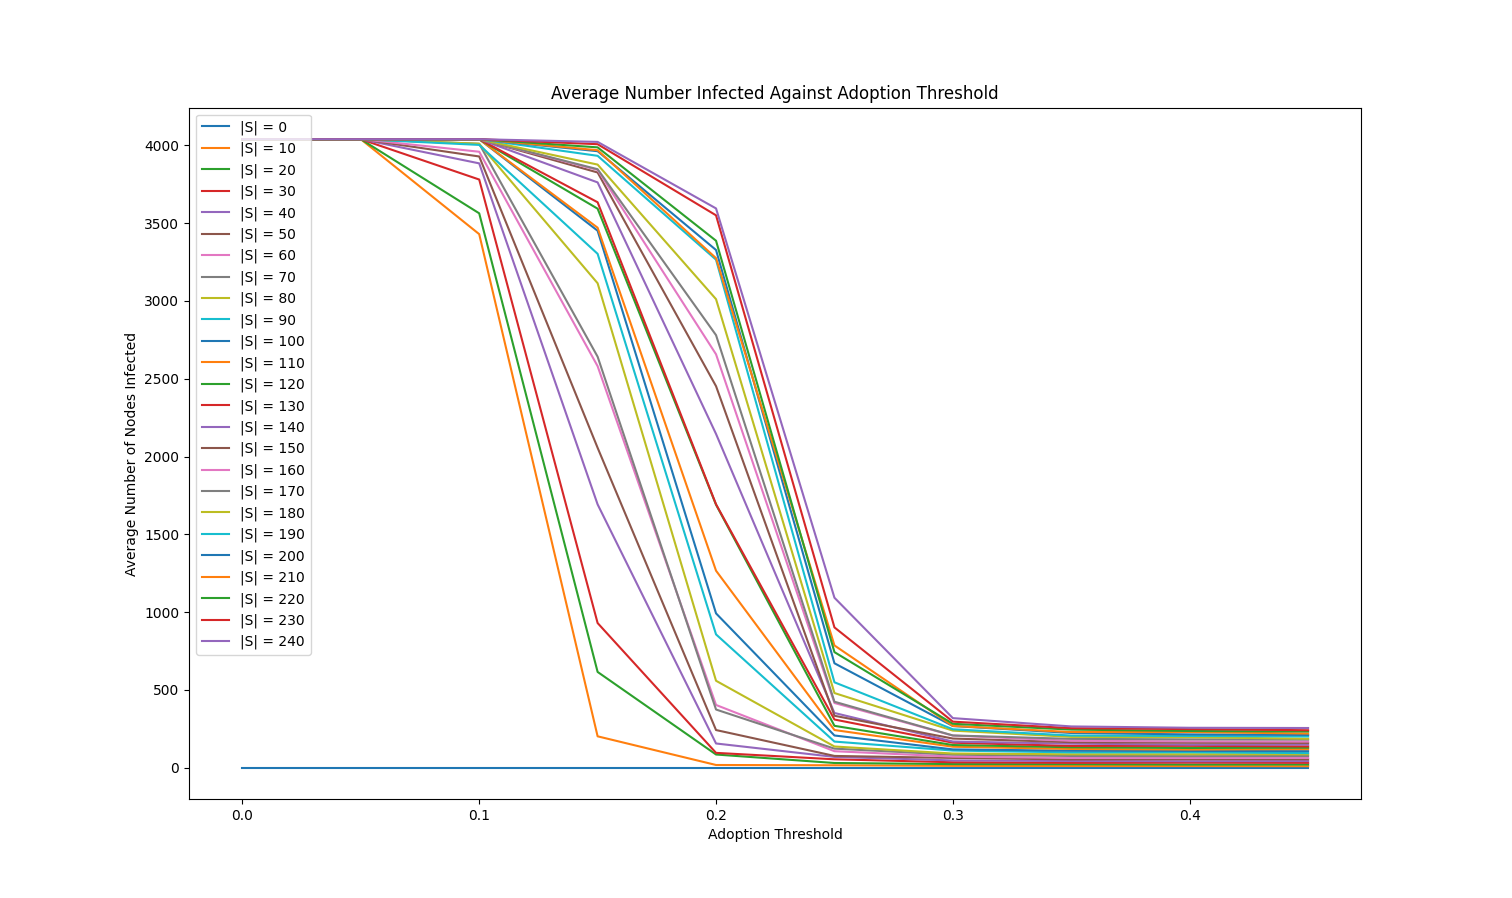 Average Number Infected Against Adoption Threshold
|S| = 0
|S| = 10
|S| = 20
|S| = 30
|S| = 40
|S| = 50
|S| = 60
|S| = 70
|S| = 80
|S| = 90
|S| = 100
|S| = 110
|S| = 120
|S| = 130
|S| = 140
|S| = 150
|S| = 160
|S| = 170
|S| = 180
|S| = 190
|S| = 200
|S| = 210
|S| = 220
|S| = 230
|S| = 240
4000
3500
3000
2500
2000
1500
1000
500
0
Average Number of Nodes Infected
0.0 0.1 0.2 0.3 0.4
Adoption Threshold